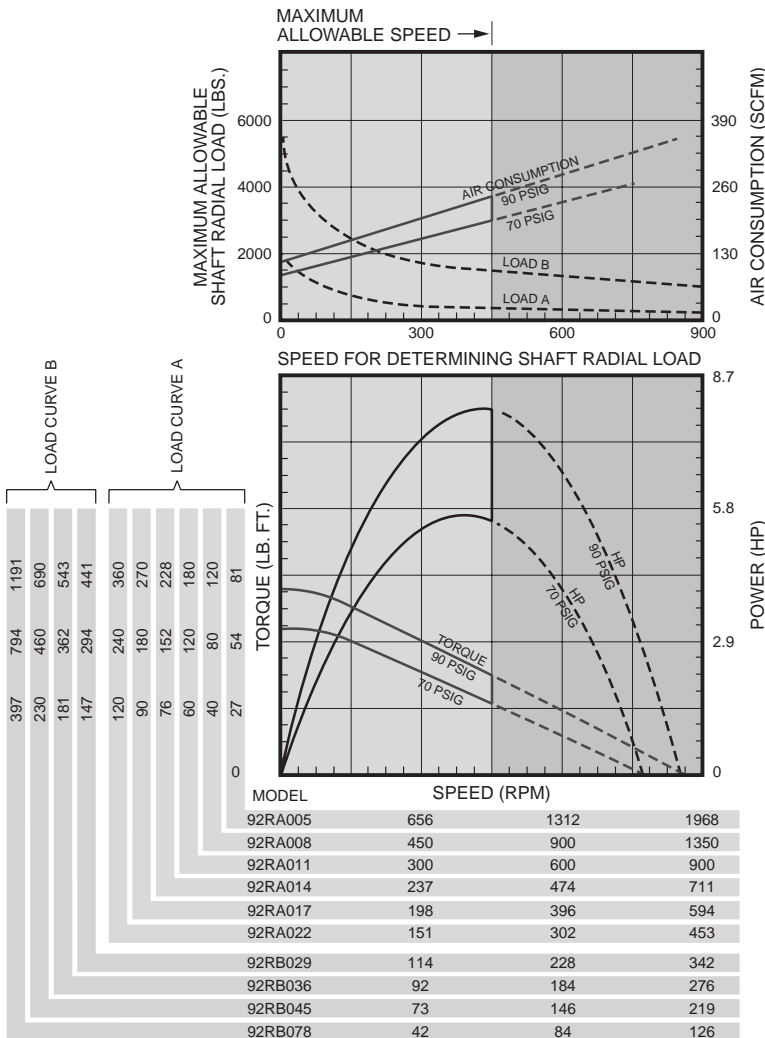 MAXIMUM
ALLOWABLE SPEED
MAXIMUM ALLOWABLE
SHAFT RADIAL LOAD (LBS.)
6000
4000
2000
0
390
260
130
0
AIR CONSUMPTION (SCFM)
AIR CONSUMPTION
90 PSIG
70 PSIG
LOAD B
LOAD A
0 300 600 900
SPEED FOR DETERMINING SHAFT RADIAL LOAD
LOAD CURVE B
LOAD CURVE A
1191 690 543 441 360 270 228 180 120 81
794 460 362 294 240 180 152 120 80 54
397 230 181 147 120 90 76 60 40 27
0
TORQUE (LB. FT.)
8.7
5.8
2.9
0
POWER (HP)
HP
90 PSIG
HP
70 PSIG
TORQUE
90 PSIG
70 PSIG
MODEL SPEED (RPM)
92RA005 656 1312 1968
92RA008 450 900 1350
92RA011 300 600 900
92RA014 237 474 711
92RA017 198 396 594
92RA022 151 302 453
92RB029 114 228 342
92RB036 92 184 276
92RB045 73 146 219
92RB078 42 84 126